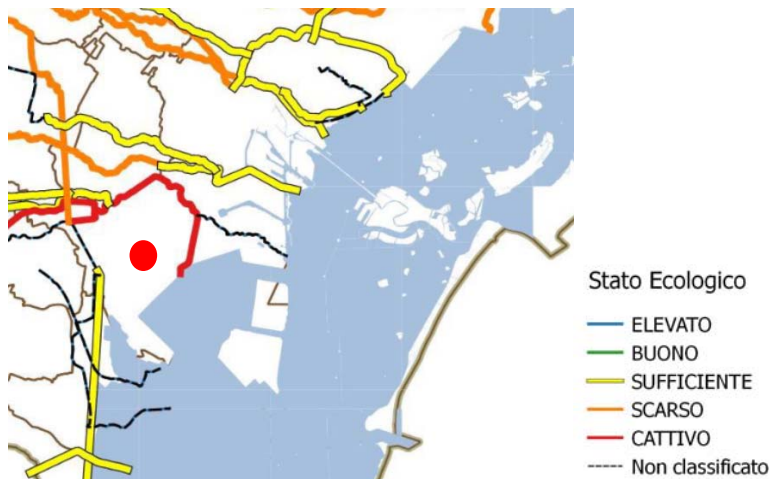 Stato Ecologico
ELEVATO
BUONO
SUFFICIENTE
SCARSO
CATTIVO
Non classificato